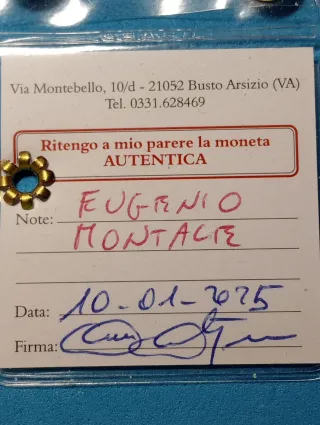 Via Montebello, 10/d - 21052 Busto Arsizio (VA)
Tel. 0331.628469
Ritengo a mio parere la moneta
AUTENTICA
Note: EUGENIO
MONTALE
Data: 10-01-2025
Firma: